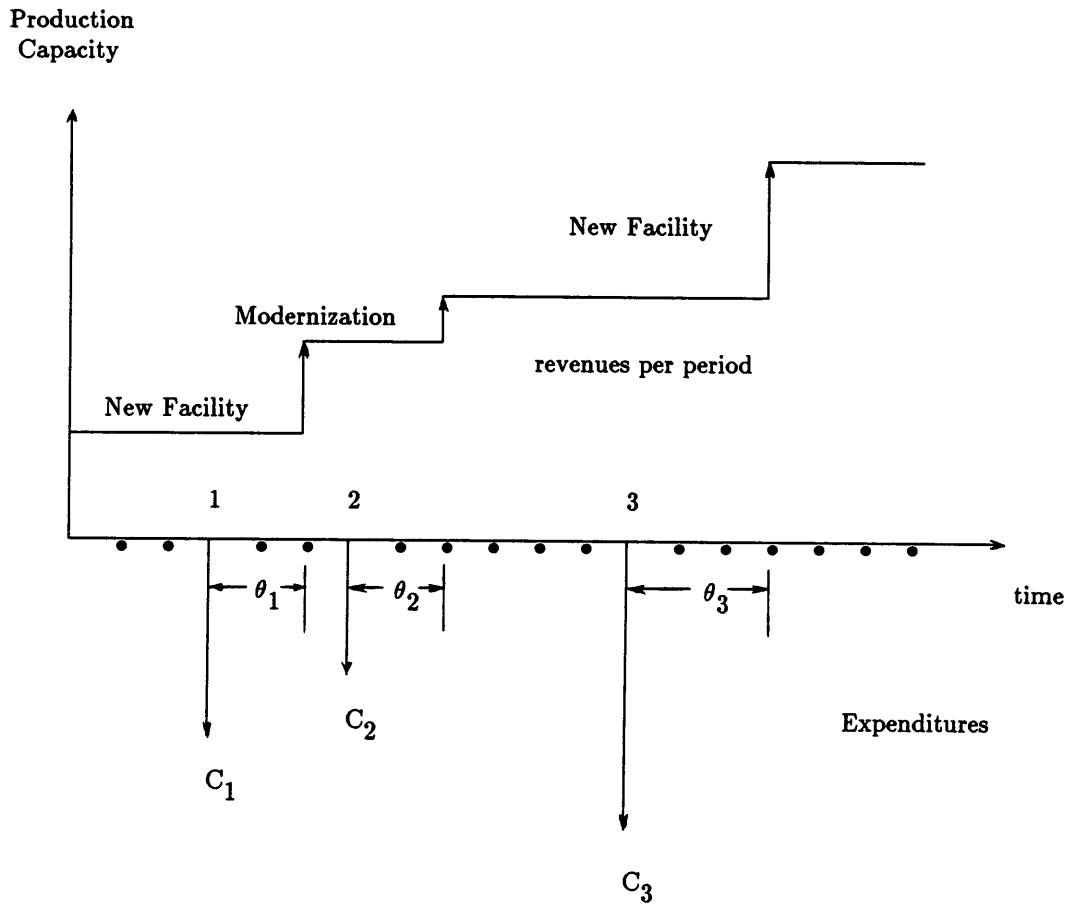 Production
Capacity
New Facility
Modernization
revenues per period
New Facility
1 2 3
θ1 θ2 θ3
time
C2
Expenditures
C1
C3